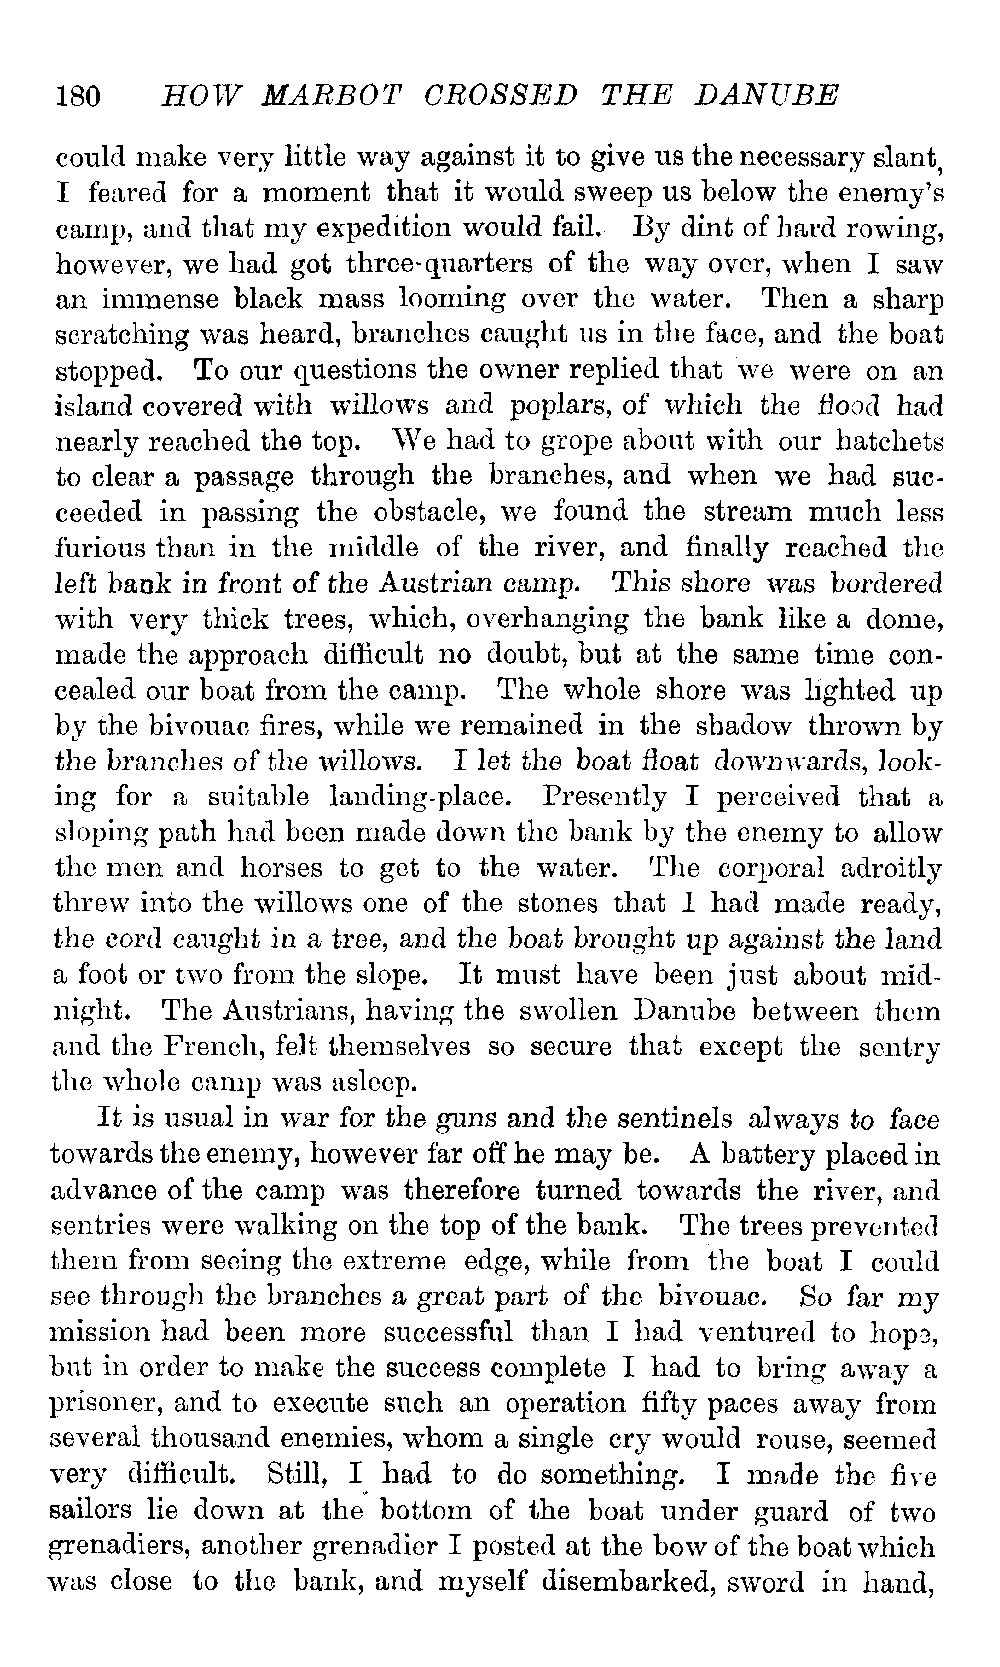 180 HOW MARBOT CROSSED THE DANUBE
could make very little way against it to give us the necessary slant,
I feared for a moment that it would sweep us below the enemy's
camp, and that my expedition would fail. By dint of hard rowing,
however, we had got three-quarters of the way over, when I saw
an immense black mass looming over the water. Then a sharp
scratching was heard, branches caught us in the face, and the boat
stopped. To our questions the owner replied that we were on an
island covered with willows and poplars, of which the flood had
nearly reached the top. We had to grope about with our hatchets
to clear a passage through the branches, and when we had suc-
ceeded in passing the obstacle, we found the stream much less
furious than in the middle of the river, and finally reached the
left bank in front of the Austrian camp. This shore was bordered
with very thick trees, which, overhanging the bank like a dome,
made the approach difficult no doubt, but at the same time con-
cealed our boat from the camp. The whole shore was lighted up
by the bivouac fires, while we remained in the shadow thrown by
the branches of the willows. I let the boat float downwards, look-
ing for a suitable landing-place. Presently I perceived that a
sloping path had been made down the bank by the enemy to allow
the men and horses to get to the water. The corporal adroitly
threw into the willows one of the stones that I had made ready,
the cord caught in a tree, and the boat brought up against the land
a foot or two from the slope. It must have been just about mid-
night. The Austrians, having the swollen Danube between them
and the French, felt themselves so secure that except the sentry
the whole camp was asleep.
It is usual in war for the guns and the sentinels always to face
towards the enemy, however far off he may be. A battery placed in
advance of the camp was therefore turned towards the river, and
sentries were walking on the top of the bank. The trees prevented
them from seeing the extreme edge, while from the boat I could
see through the branches a great part of the bivouac. So far my
mission had been more successful than I had ventured to hope,
but in order to make the success complete I had to bring away a
prisoner, and to execute such an operation fifty paces away from
several thousand enemies, whom a single cry would rouse, seemed
very difficult. Still, I had to do something. I made the five
sailors lie down at the bottom of the boat under guard of two
grenadiers, another grenadier I posted at the bow of the boat which
was close to the bank, and myself disembarked, sword in hand,